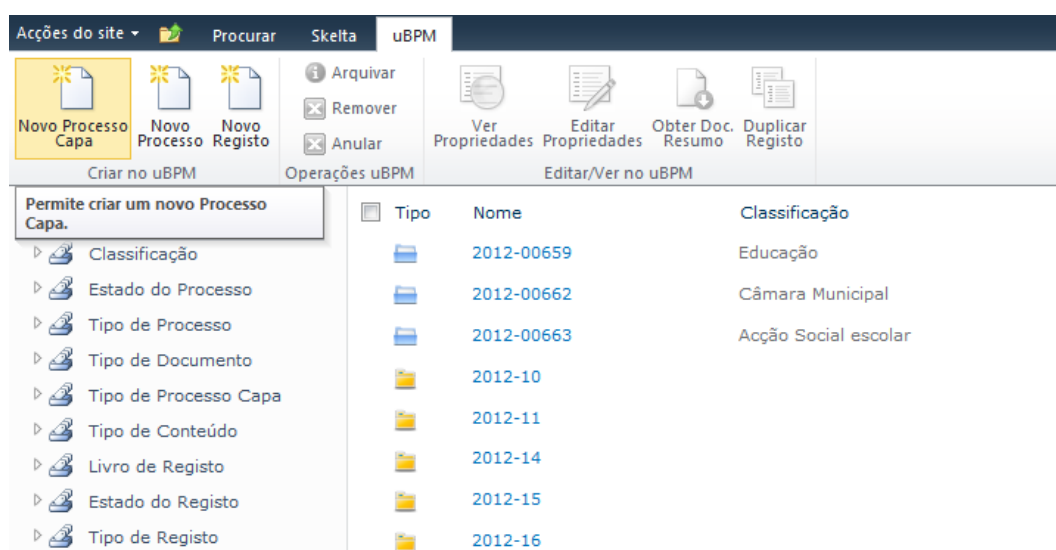 Acções do site
Procurar
Skelta
uBPM
Novo Processo
Capa
Novo
Processo
Novo
Registo
Criar no uBPM
Arquivar
Remover
Anular
Operações uBPM
Ver
Propriedades
Editar
Propriedades
Obter Doc.
Resumo
Duplicar
Registo
Editar/Ver no uBPM
Permite criar um novo Processo
Capa.
Classificação
Estado do Processo
Tipo de Processo
Tipo de Documento
Tipo de Processo Capa
Tipo de Conteúdo
Livro de Registo
Estado do Registo
Tipo de Registo
Tipo Nome Classificação
2012-00659 Educação
2012-00662 Câmara Municipal
2012-00663 Acção Social escolar
2012-10
2012-11
2012-14
2012-15
2012-16